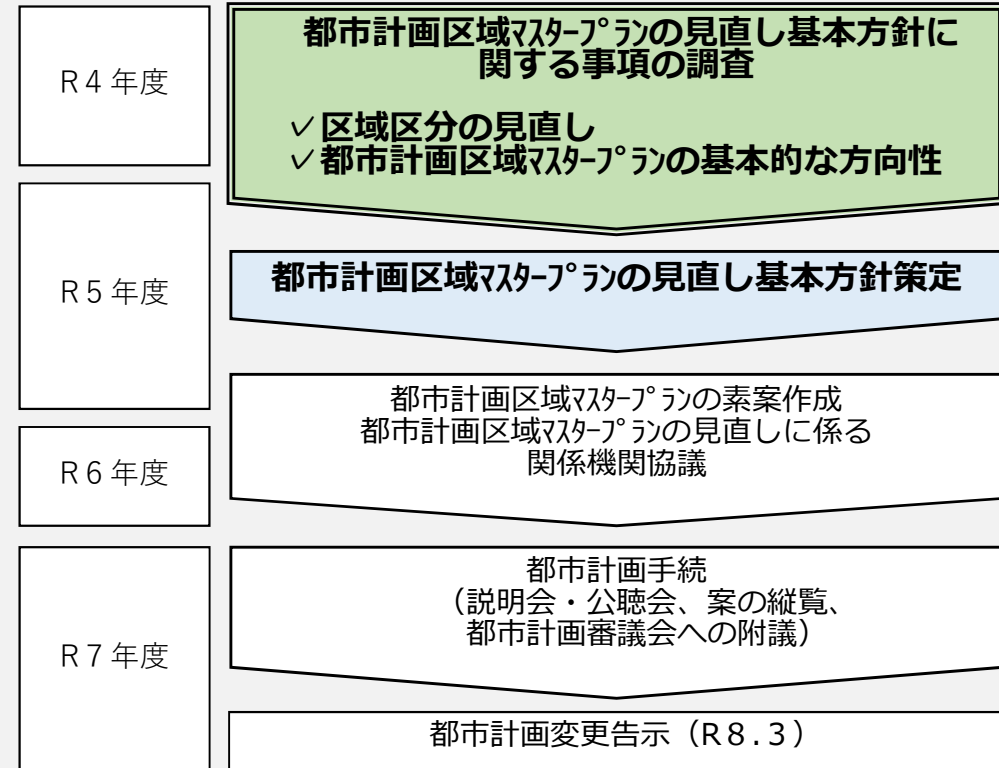 R4年度
都市計画区域ﾏｽﾀｰﾌﾟﾗﾝの見直し基本方針に
関する事項の調査
✓区域区分の見直し
✓都市計画区域ﾏｽﾀｰﾌﾟﾗﾝの基本的な方向性
R5年度
都市計画区域ﾏｽﾀｰﾌﾟﾗﾝの見直し基本方針策定
都市計画区域ﾏｽﾀｰﾌﾟﾗﾝの素案作成
都市計画区域ﾏｽﾀｰﾌﾟﾗﾝの見直しに係る
関係機関協議
R6年度
R7年度
都市計画手続
（説明会・公聴会、案の縦覧、
都市計画審議会への附議）
都市計画変更告示（R8.3）